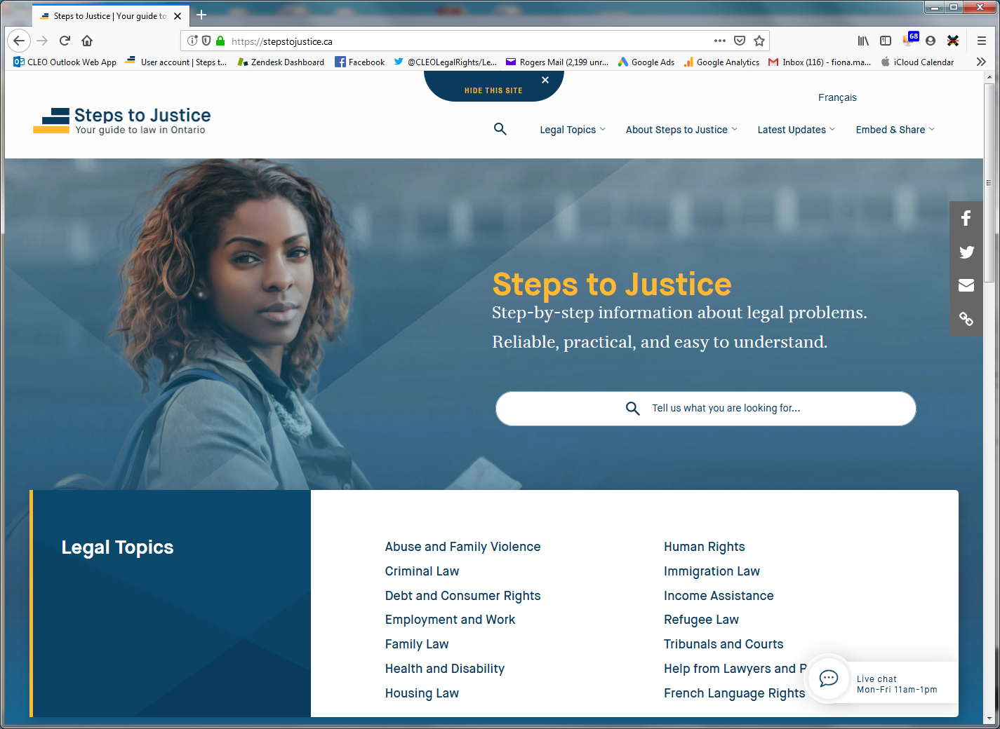 Steps to Justice | Your guide to
https://stepstojustice.ca
68
CLEO Outlook Web App
User account | Steps t...
Zendesk Dashboard
Facebook
@CLEOLegalRights/Le...
Rogers Mail (2,199 unr...
Google Ads
Google Analytics
Inbox (116) - fiona.ma...
iCloud Calendar
HIDE THIS SITE
Français
Steps to Justice
Your guide to law in Ontario
Legal Topics
About Steps to Justice
Latest Updates
Embed & Share
Steps to Justice
Step-by-step information about legal problems.
Reliable, practical, and easy to understand.
Tell us what you are looking for...
Legal Topics
Abuse and Family Violence
Criminal Law
Debt and Consumer Rights
Employment and Work
Family Law
Health and Disability
Housing Law
Human Rights
Immigration Law
Income Assistance
Refugee Law
Tribunals and Courts
Help from Lawyers and P
French Language Rights
Live chat
Mon-Fri 11am-1pm